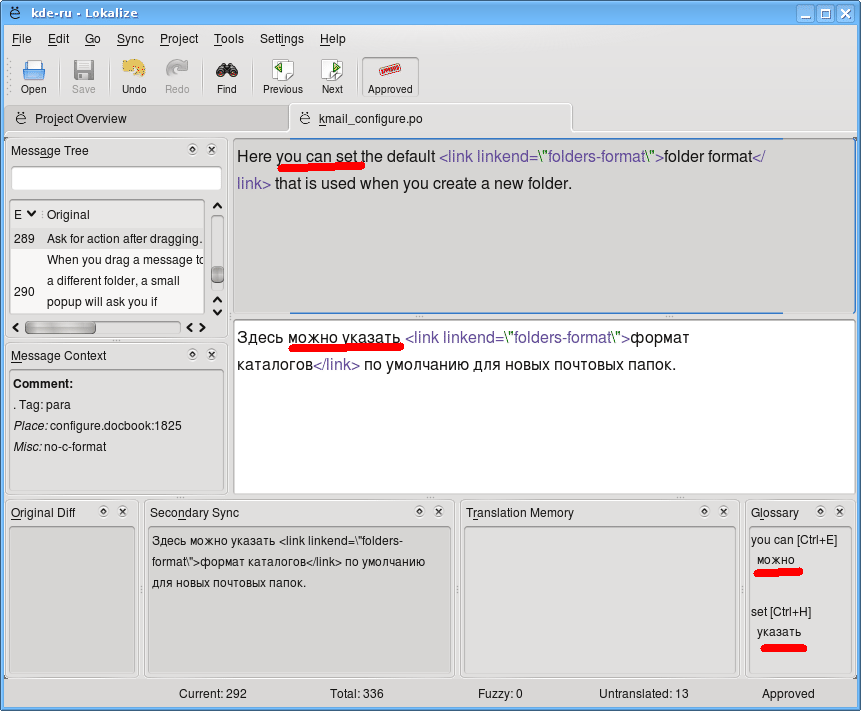 kde-ru - Lokalize
File Edit Go Sync Project Tools Settings Help
Open Save Undo Redo Find Previous Next Approved
Project Overview
kmail_configure.po
Message Tree
E Original
289 Ask for action after dragging.
When you drag a message to
a different folder, a small
290
popup will ask you if
Here you can set the default <link linkend=\"folders-format\">folder format</
link> that is used when you create a new folder.
Здесь можно указать <link linkend=\"folders-format\">формат
каталогов</link> по умолчанию для новых почтовых папок.
Message Context
Comment:
. Tag: para
Place: configure.docbook:1825
Misc: no-c-format
Original Diff
Secondary Sync
Здесь можно указать <link linkend=\"folders-
format\">формат каталогов</link> по умолчанию
для новых почтовых папок.
Translation Memory
Glossary
you can [Ctrl+E]
можно
set [Ctrl+H]
указать
Current: 292 Total: 336 Fuzzy: 0 Untranslated: 13 Approved